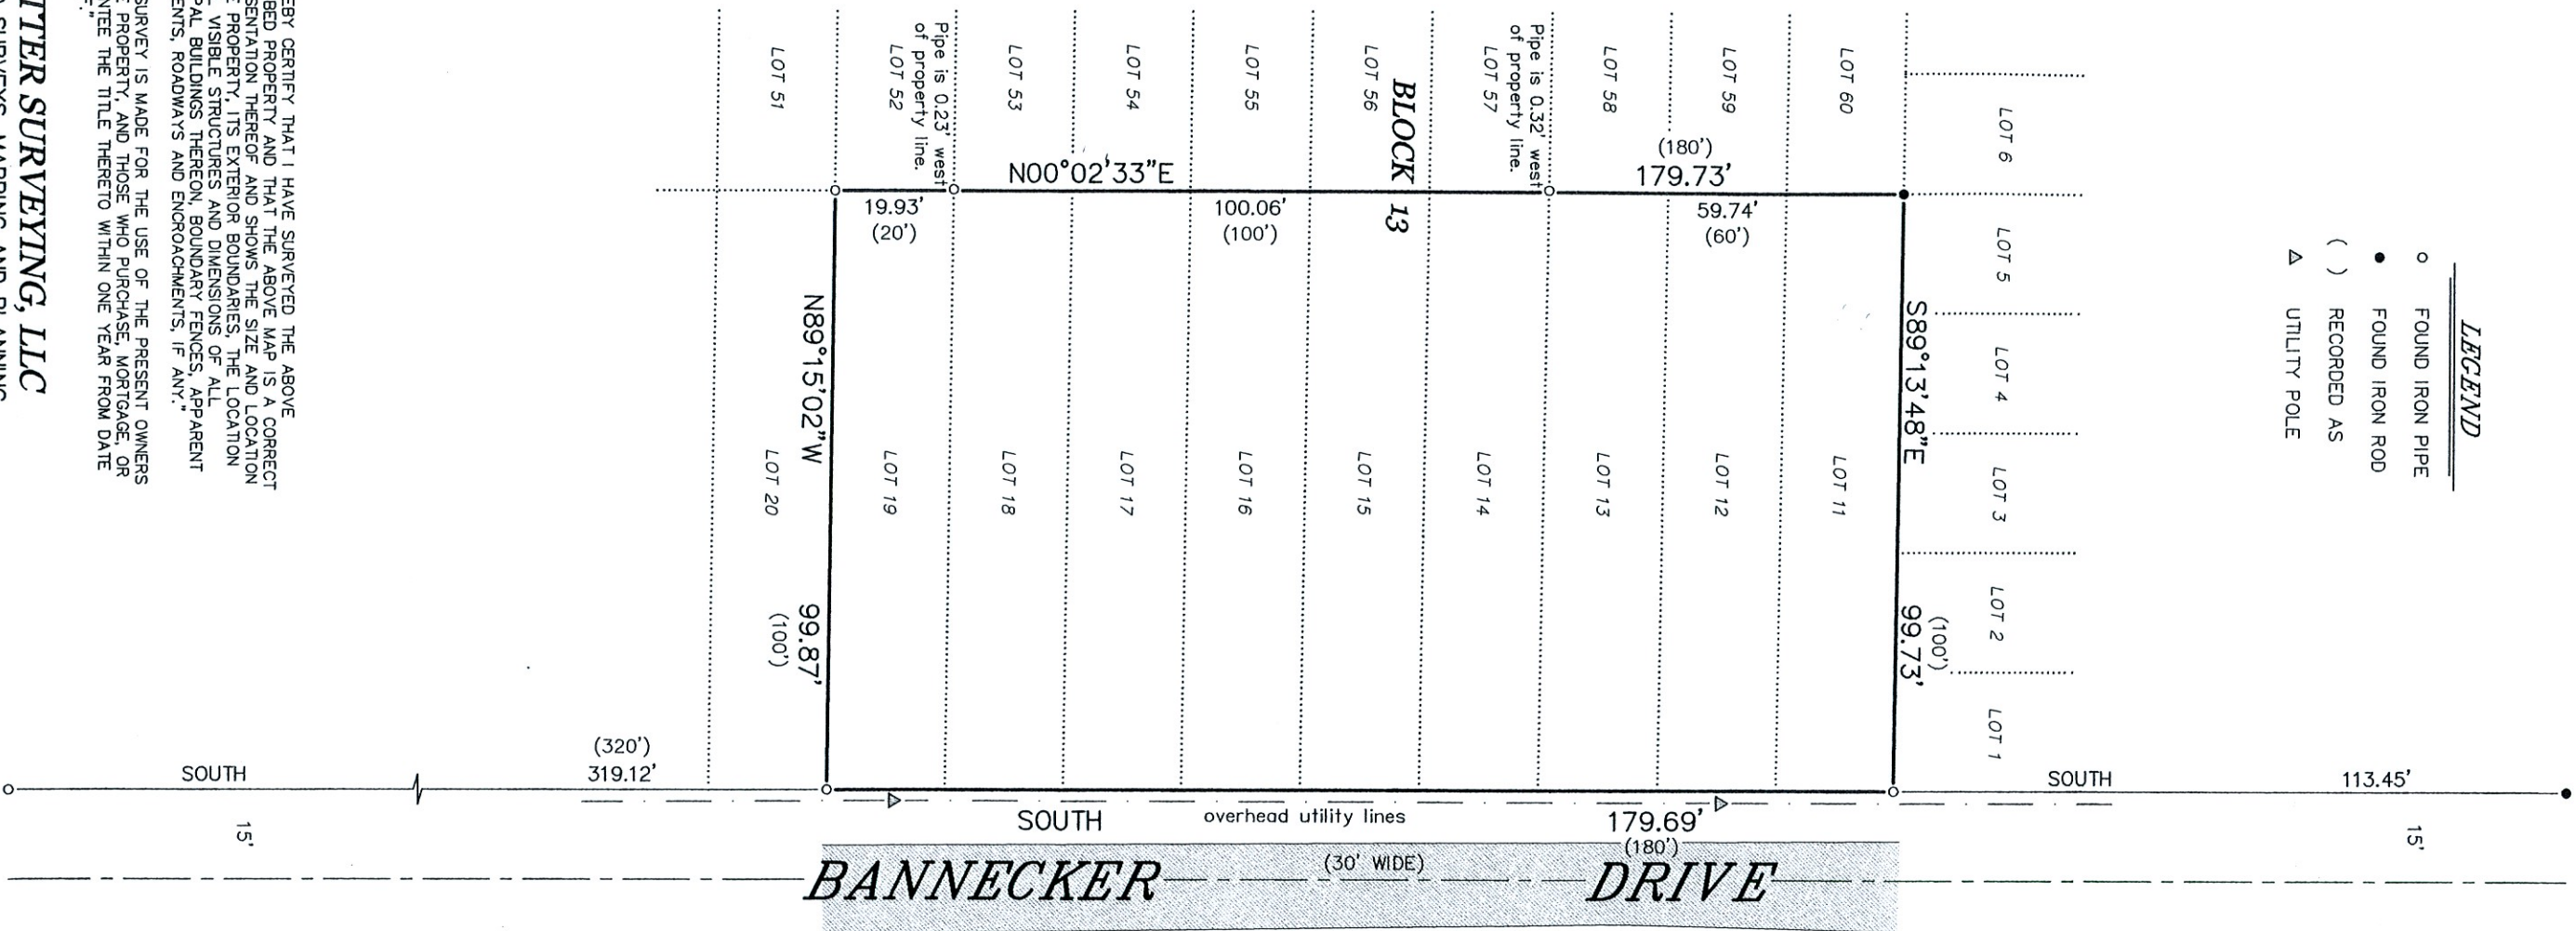 LEGEND
○ FOUND IRON PIPE
● FOUND IRON ROD
( ) RECORDED AS
△ UTILITY POLE
LOT 6
LOT 5
LOT 4
LOT 3
LOT 2
LOT 1
LOT 60
LOT 59
LOT 58
LOT 57
LOT 56
LOT 55
LOT 54
LOT 53
LOT 52
LOT 51
Pipe is 0.32' west
of property line.
Pipe is 0.23' west
of property line.
BLOCK 13
N00°02'33"E
(180')
179.73'
19.93'
(20')
100.06'
(100')
59.74'
(60')
S89°13'48"E
(100')
99.73'
N89°15'02"W
99.87'
(100')
LOT 11
LOT 12
LOT 13
LOT 14
LOT 15
LOT 16
LOT 17
LOT 18
LOT 19
LOT 20
SOUTH
(320')
319.12'
SOUTH
113.45'
SOUTH
overhead utility lines
179.69'
(180')
15'
15'
(30' WIDE)
BANNECKER DRIVE
EBY CERTIFY THAT I HAVE SURVEYED THE ABOVE
BED PROPERTY AND THAT THE ABOVE MAP IS A CORRECT
SENTATION THEREOF AND SHOWS THE SIZE AND LOCATION
PROPERTY, ITS EXTERIOR BOUNDARIES, THE LOCATION
VISIBLE STRUCTURES AND DIMENSIONS OF ALL
PAL BUILDINGS THEREON, BOUNDARY FENCES, APPARENT
ENTS, ROADWAYS AND ENCROACHMENTS, IF ANY."
SURVEY IS MADE FOR THE USE OF THE PRESENT OWNERS
PROPERTY, AND THOSE WHO PURCHASE, MORTGAGE, OR
NTEE THE TITLE THERETO WITHIN ONE YEAR FROM DATE
TTER SURVEYING, LLC
SURVEYS, MAPPING AND PLANNING